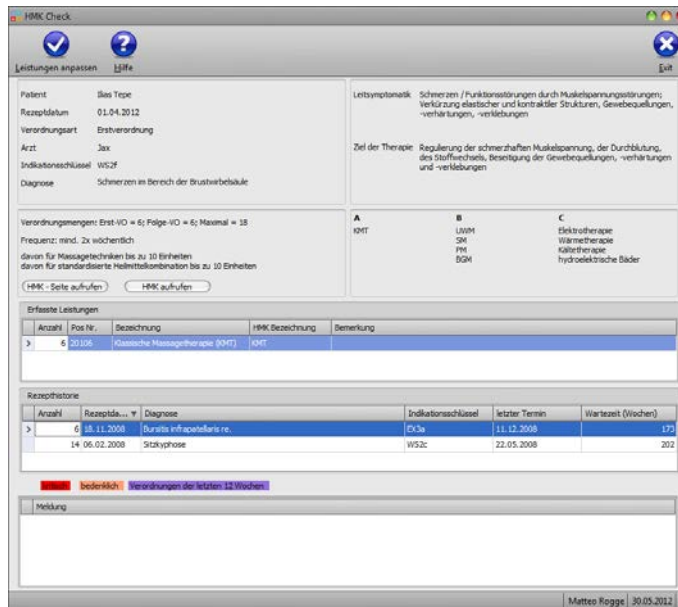 HMK Check
Leistungen anpassen
Hilfe
Exit
Patient Ilias Tepe
Rezeptdatum 01.04.2012
Verordnungsart Erstverordnung
Arzt Jax
Indikationsschlüssel WS2f
Diagnose Schmerzen im Bereich der Brustwirbelsäule
Leitsymptomatik Schmerzen / Funktionsstörungen durch Muskelspannungsstörungen;
Verkürzung elastischer und kontraktiler Strukturen, Gewebequellungen,
-verhärtungen, -verklebungen
Ziel der Therapie Regulierung der schmerzhaften Muskelspannung, der Durchblutung,
des Stoffwechsels, Beseitigung der Gewebequellungen, -verhärtungen
und -verklebungen
Verordnungsmengen: Erst-VO = 6; Folge-VO = 6; Maximal = 18
Frequenz: mind. 2x wöchentlich
davon für Massagetechniken bis zu 10 Einheiten
davon für standardisierte Heilmittelkombination bis zu 10 Einheiten
HMK - Seite aufrufen HMK aufrufen
A B C
KMT UWM Elektrotherapie
SM Wärmetherapie
PM Kältetherapie
BGM hydroelektrische Bäder
Erfasste Leistungen
Anzahl Pos Nr. Bezeichnung HMK Bezeichnung Bemerkung
6 20106 Klassische Massagetherapie (KMT) KMT
Rezepthistorie
Anzahl Rezeptda... Diagnose Indikationsschlüssel letzter Termin Wartezeit (Wochen)
6 18.11.2008 Bursitis infrapatellaris re. EX3a 11.12.2008 173
14 06.02.2008 Sitzkyphose WS2c 22.05.2008 202
kritisch bedenklich Verordnungen der letzten 12 Wochen
Meldung
Matteo Rogge 30.05.2012